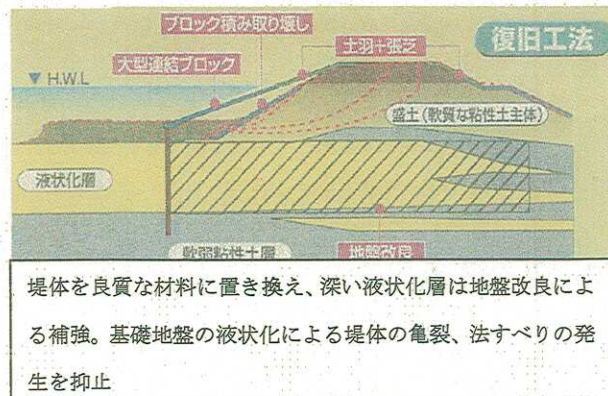 ブロック積み取り壊し
土羽＋張芝
復旧工法
大型連結ブロック
▼ H.W.L
盛土(軟質な粘性土主体)
液状化層
軟弱粘性土層
地盤改良
堤体を良質な材料に置き換え、深い液状化層は地盤改良によ
る補強。基礎地盤の液状化による堤体の亀裂、法すべりの発
生を抑止